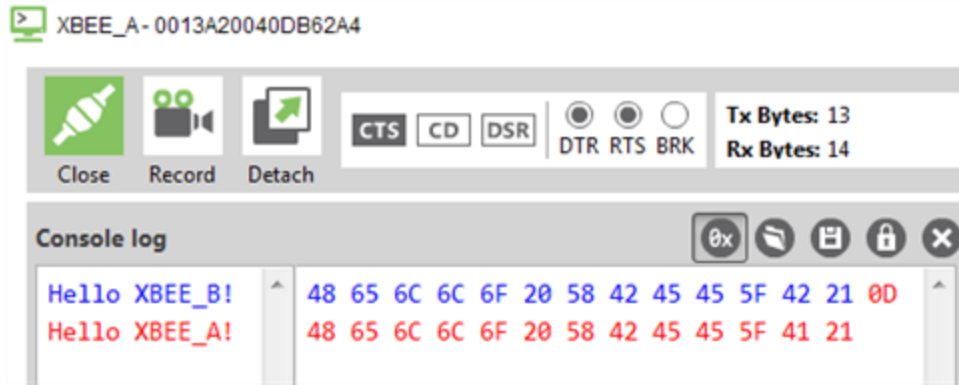 XBEE_A - 0013A20040DB62A4
CTS CD DSR DTR RTS BRK
Tx Bytes: 13
Rx Bytes: 14
Close Record Detach
Console log
0x
Hello XBEE_B! 48 65 6C 6C 6F 20 58 42 45 45 5F 42 21 0D
Hello XBEE_A! 48 65 6C 6C 6F 20 58 42 45 45 5F 41 21